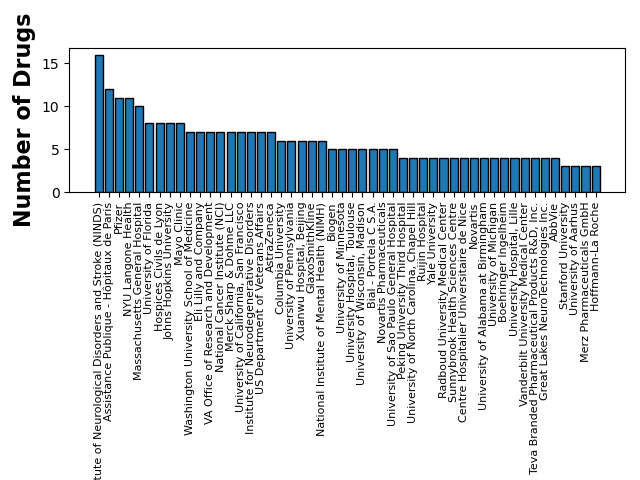 Number of Drugs
15
10
5
0
tute of Neurological Disorders and Stroke (NINDS)
Assistance Publique - Hôpitaux de Paris
Pfizer
NYU Langone Health
Massachusetts General Hospital
University of Florida
Hospices Civils de Lyon
Johns Hopkins University
Mayo Clinic
Washington University School of Medicine
Eli Lilly and Company
VA Office of Research and Development
National Cancer Institute (NCI)
Merck Sharp & Dohme LLC
University of California, San Francisco
Institute for Neurodegenerative Disorders
US Department of Veterans Affairs
AstraZeneca
Columbia University
University of Pennsylvania
Xuanwu Hospital, Beijing
GlaxoSmithKline
National Institute of Mental Health (NIMH)
Biogen
University of Minnesota
University Hospital, Toulouse
University of Wisconsin, Madison
Bial - Portela C S.A.
Novartis Pharmaceuticals
University of Sao Paulo General Hospital
Peking University Third Hospital
University of North Carolina, Chapel Hill
Ruijin Hospital
Yale University
Radboud University Medical Center
Sunnybrook Health Sciences Centre
Centre Hospitalier Universitaire de Nice
Novartis
University of Alabama at Birmingham
University of Michigan
Boehringer Ingelheim
University Hospital, Lille
Vanderbilt University Medical Center
Teva Branded Pharmaceutical Products R&D, Inc.
Great Lakes NeuroTechnologies Inc.
AbbVie
Stanford University
University of Aarhus
Merz Pharmaceuticals GmbH
Hoffmann-La Roche